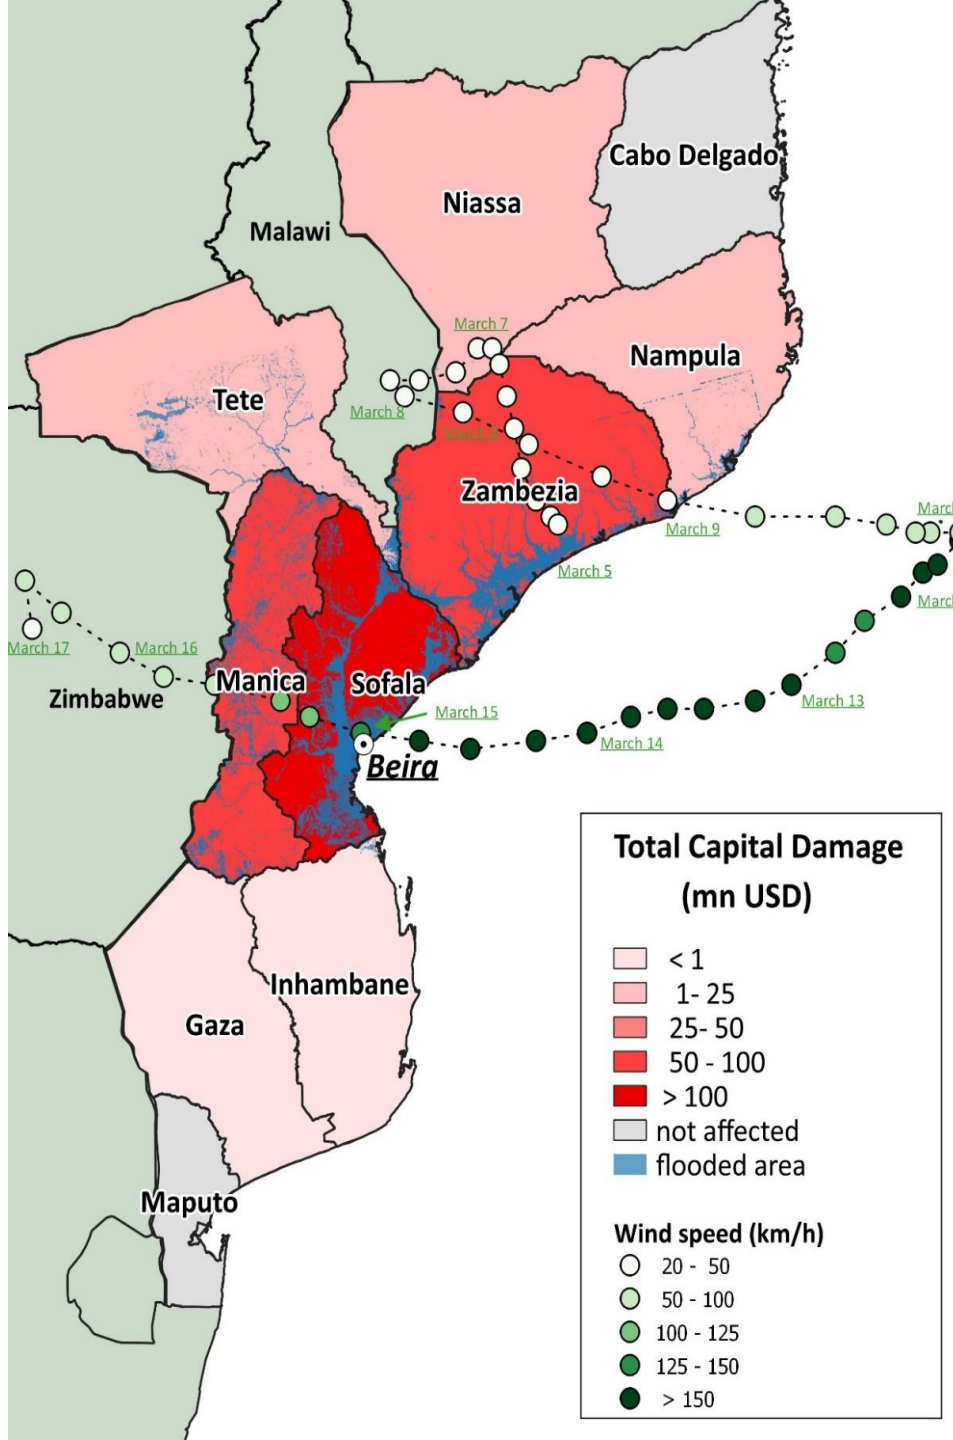 Cabo Delgado
Niassa
Malawi
March 7
Nampula
Tete
March 8
Zambezia
March
March 9
March 5
March
March 17
March 16
Manica
Sofala
Zimbabwe
March 13
March 15
March 14
Beira
Total Capital Damage
(mn USD)
< 1
1- 25
25- 50
50 - 100
> 100
not affected
flooded area
Inhambane
Gaza
Maputo
Wind speed (km/h)
20 - 50
50 - 100
100 - 125
125 - 150
> 150